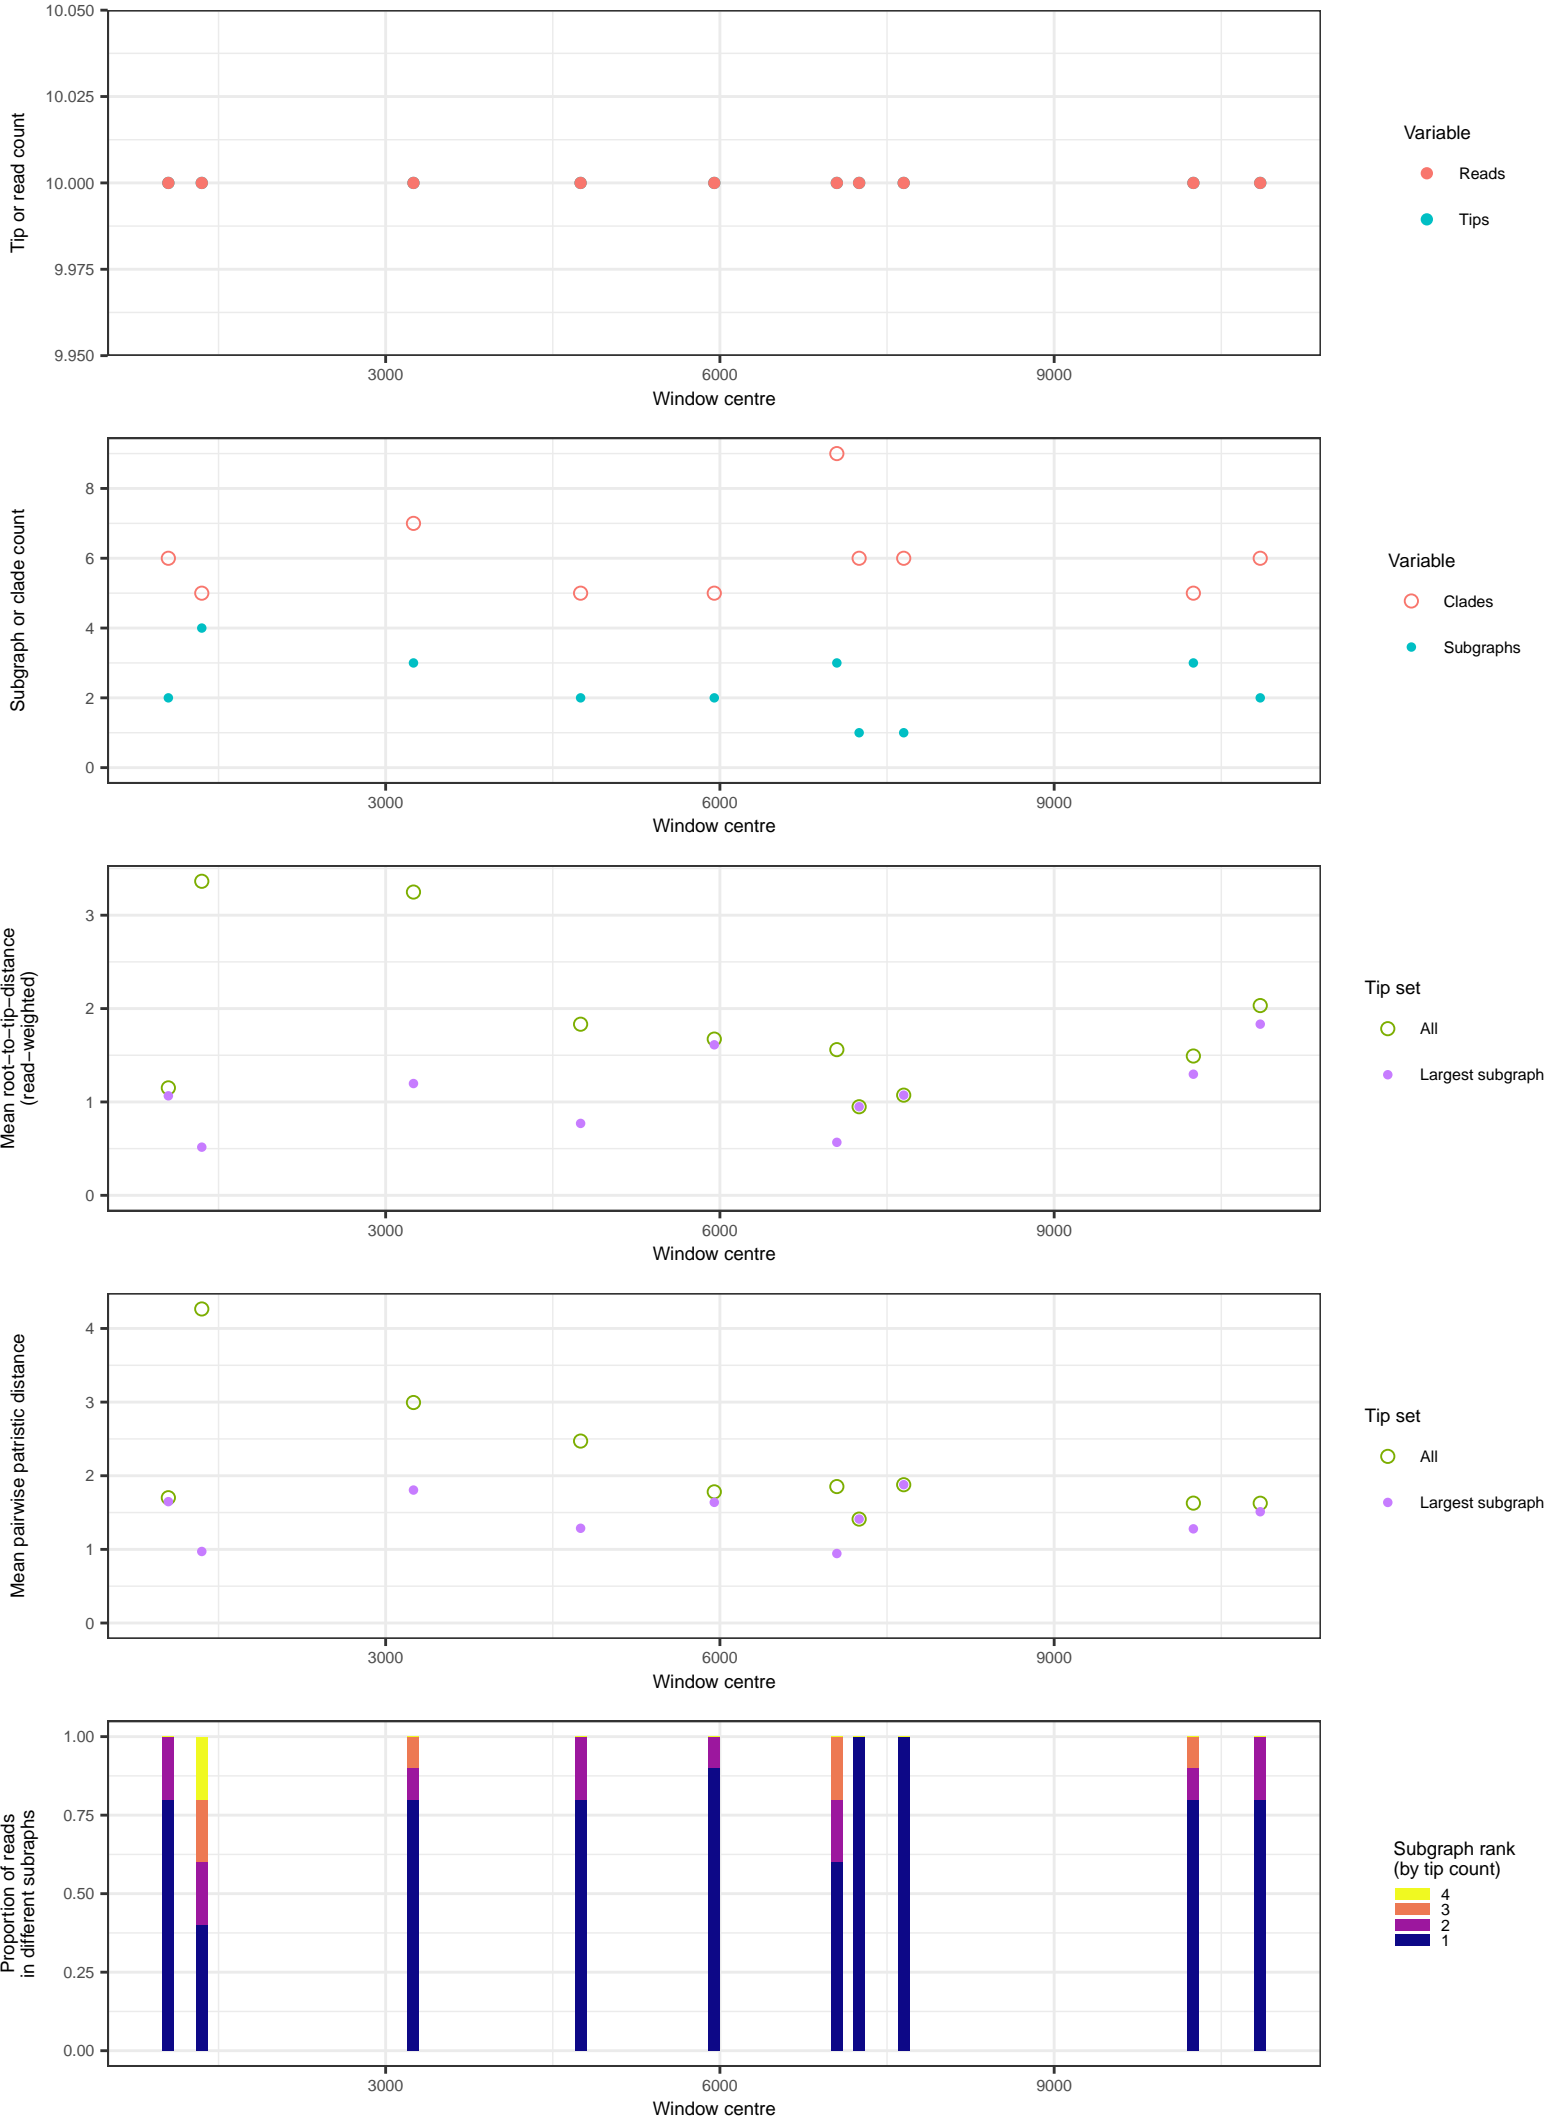 10.050
10.025
10.000
9.975
9.950
Tip or read count
3000
6000
9000
Window centre
Variable
Reads
Tips
8
6
4
2
0
Subgraph or clade count
3000
6000
9000
Window centre
Variable
Clades
Subgraphs
3
2
1
0
Mean root−to−tip−distance
(read−weighted)
3000
6000
9000
Window centre
Tip set
All
Largest subgraph
4
3
2
1
0
Mean pairwise patristic distance
3000
6000
9000
Window centre
Tip set
All
Largest subgraph
1.00
0.75
0.50
0.25
0.00
Proportion of reads
in different subraphs
3000
6000
9000
Window centre
Subgraph rank
(by tip count)
4
3
2
1